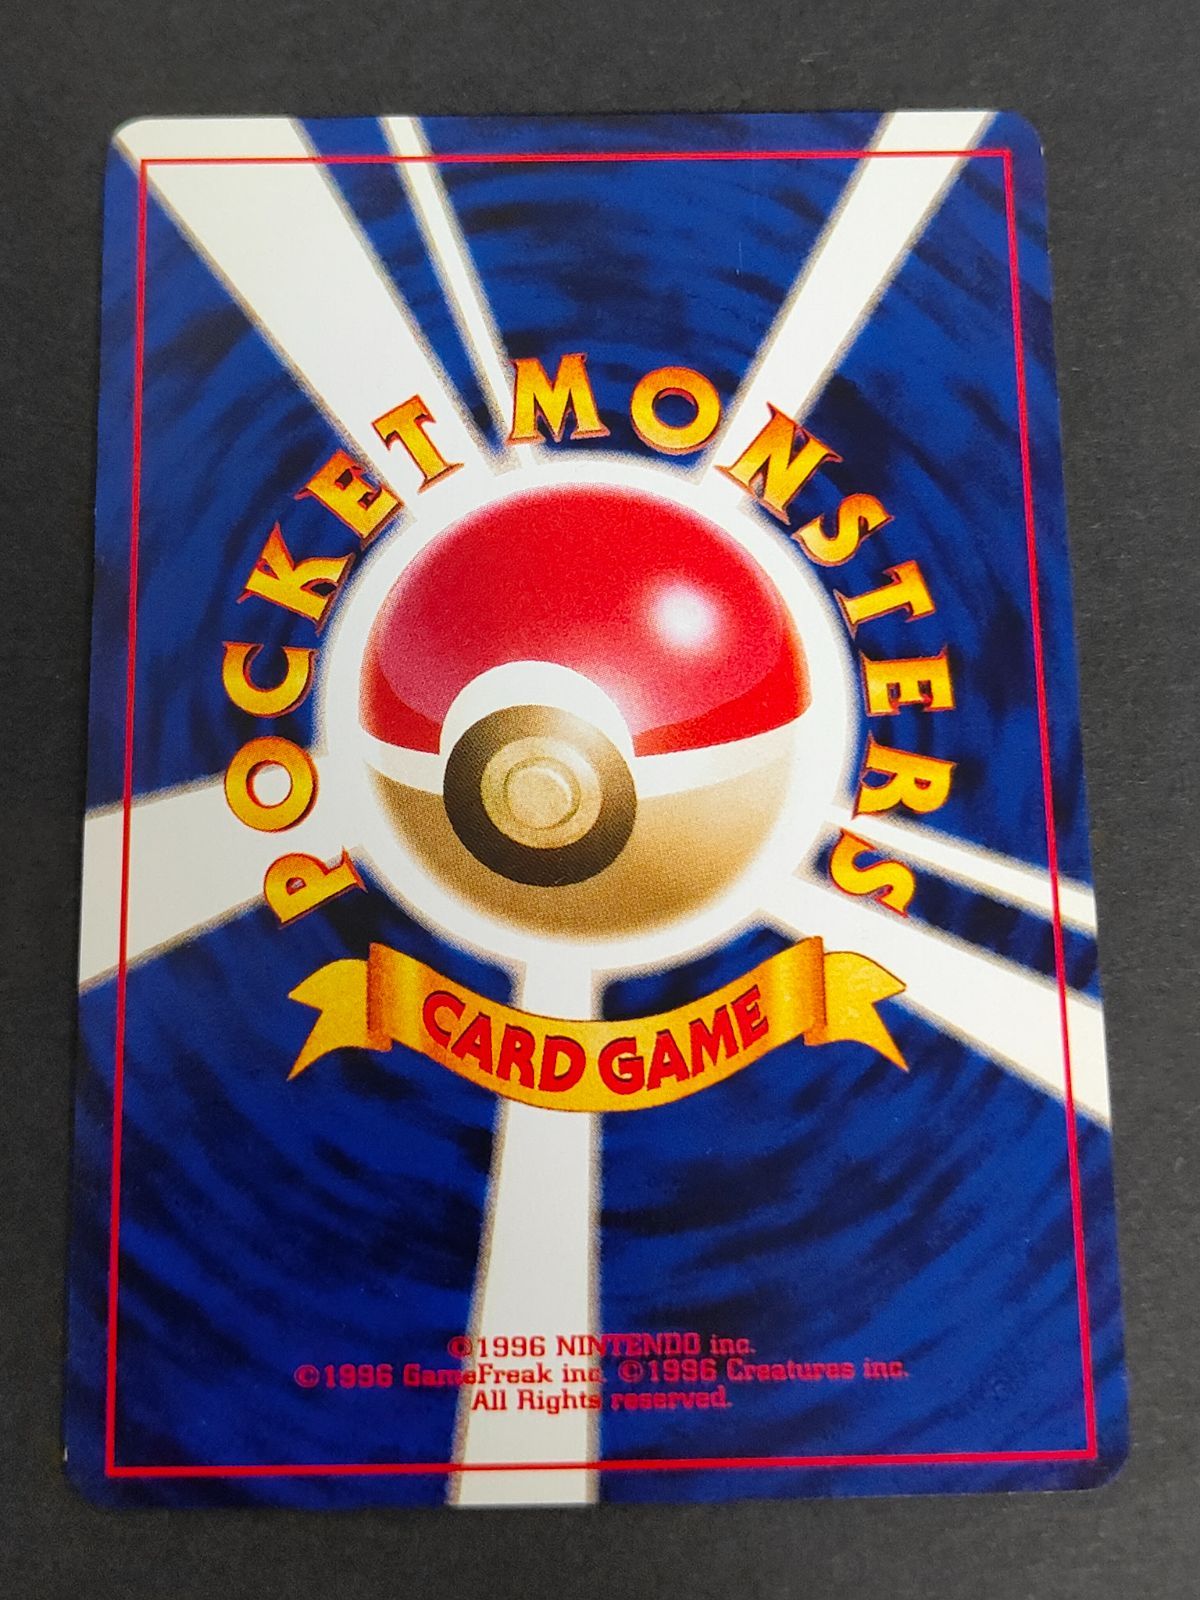 POCKET MONSTERS
CARD GAME
©1996 NINTENDO inc.
©1996 GameFreak inc. ©1996 Creatures inc.
All Rights reserved.